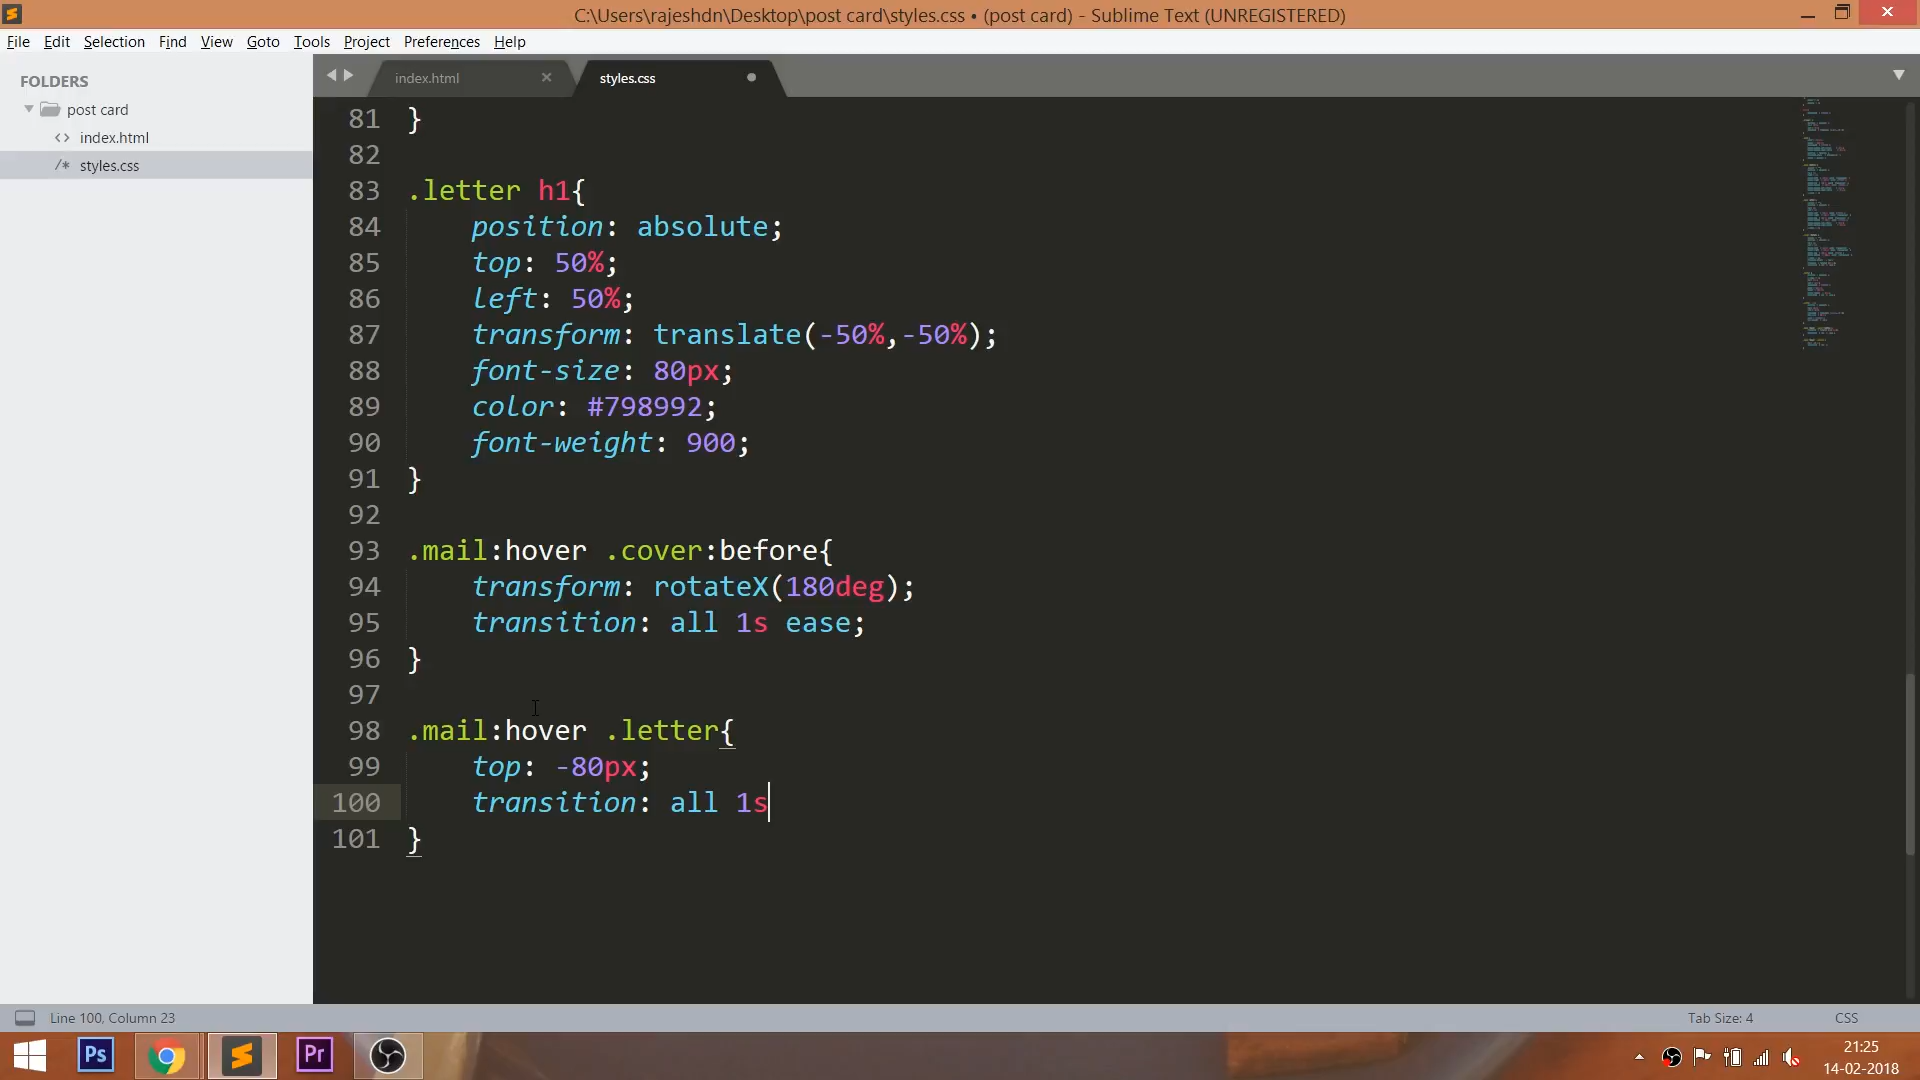 C:\Users\rajeshdn\Desktop\post card\styles.css • (post card) - Sublime Text (UNREGISTERED)
File Edit Selection Find View Goto Tools Project Preferences Help
FOLDERS
post card
<> index.html
/* styles.css
index.html
styles.css
81 }
82
83 .letter h1{
84 position: absolute;
85 top: 50%;
86 left: 50%;
87 transform: translate(-50%,-50%);
88 font-size: 80px;
89 color: #798992;
90 font-weight: 900;
91 }
92
93 .mail:hover .cover:before{
94 transform: rotateX(180deg);
95 transition: all 1s ease;
96 }
97
98 .mail:hover .letter{
99 top: -80px;
100 transition: all 1s
101 }
Line 100, Column 23
Tab Size: 4
CSS
Ps
Pr
21:25
14-02-2018